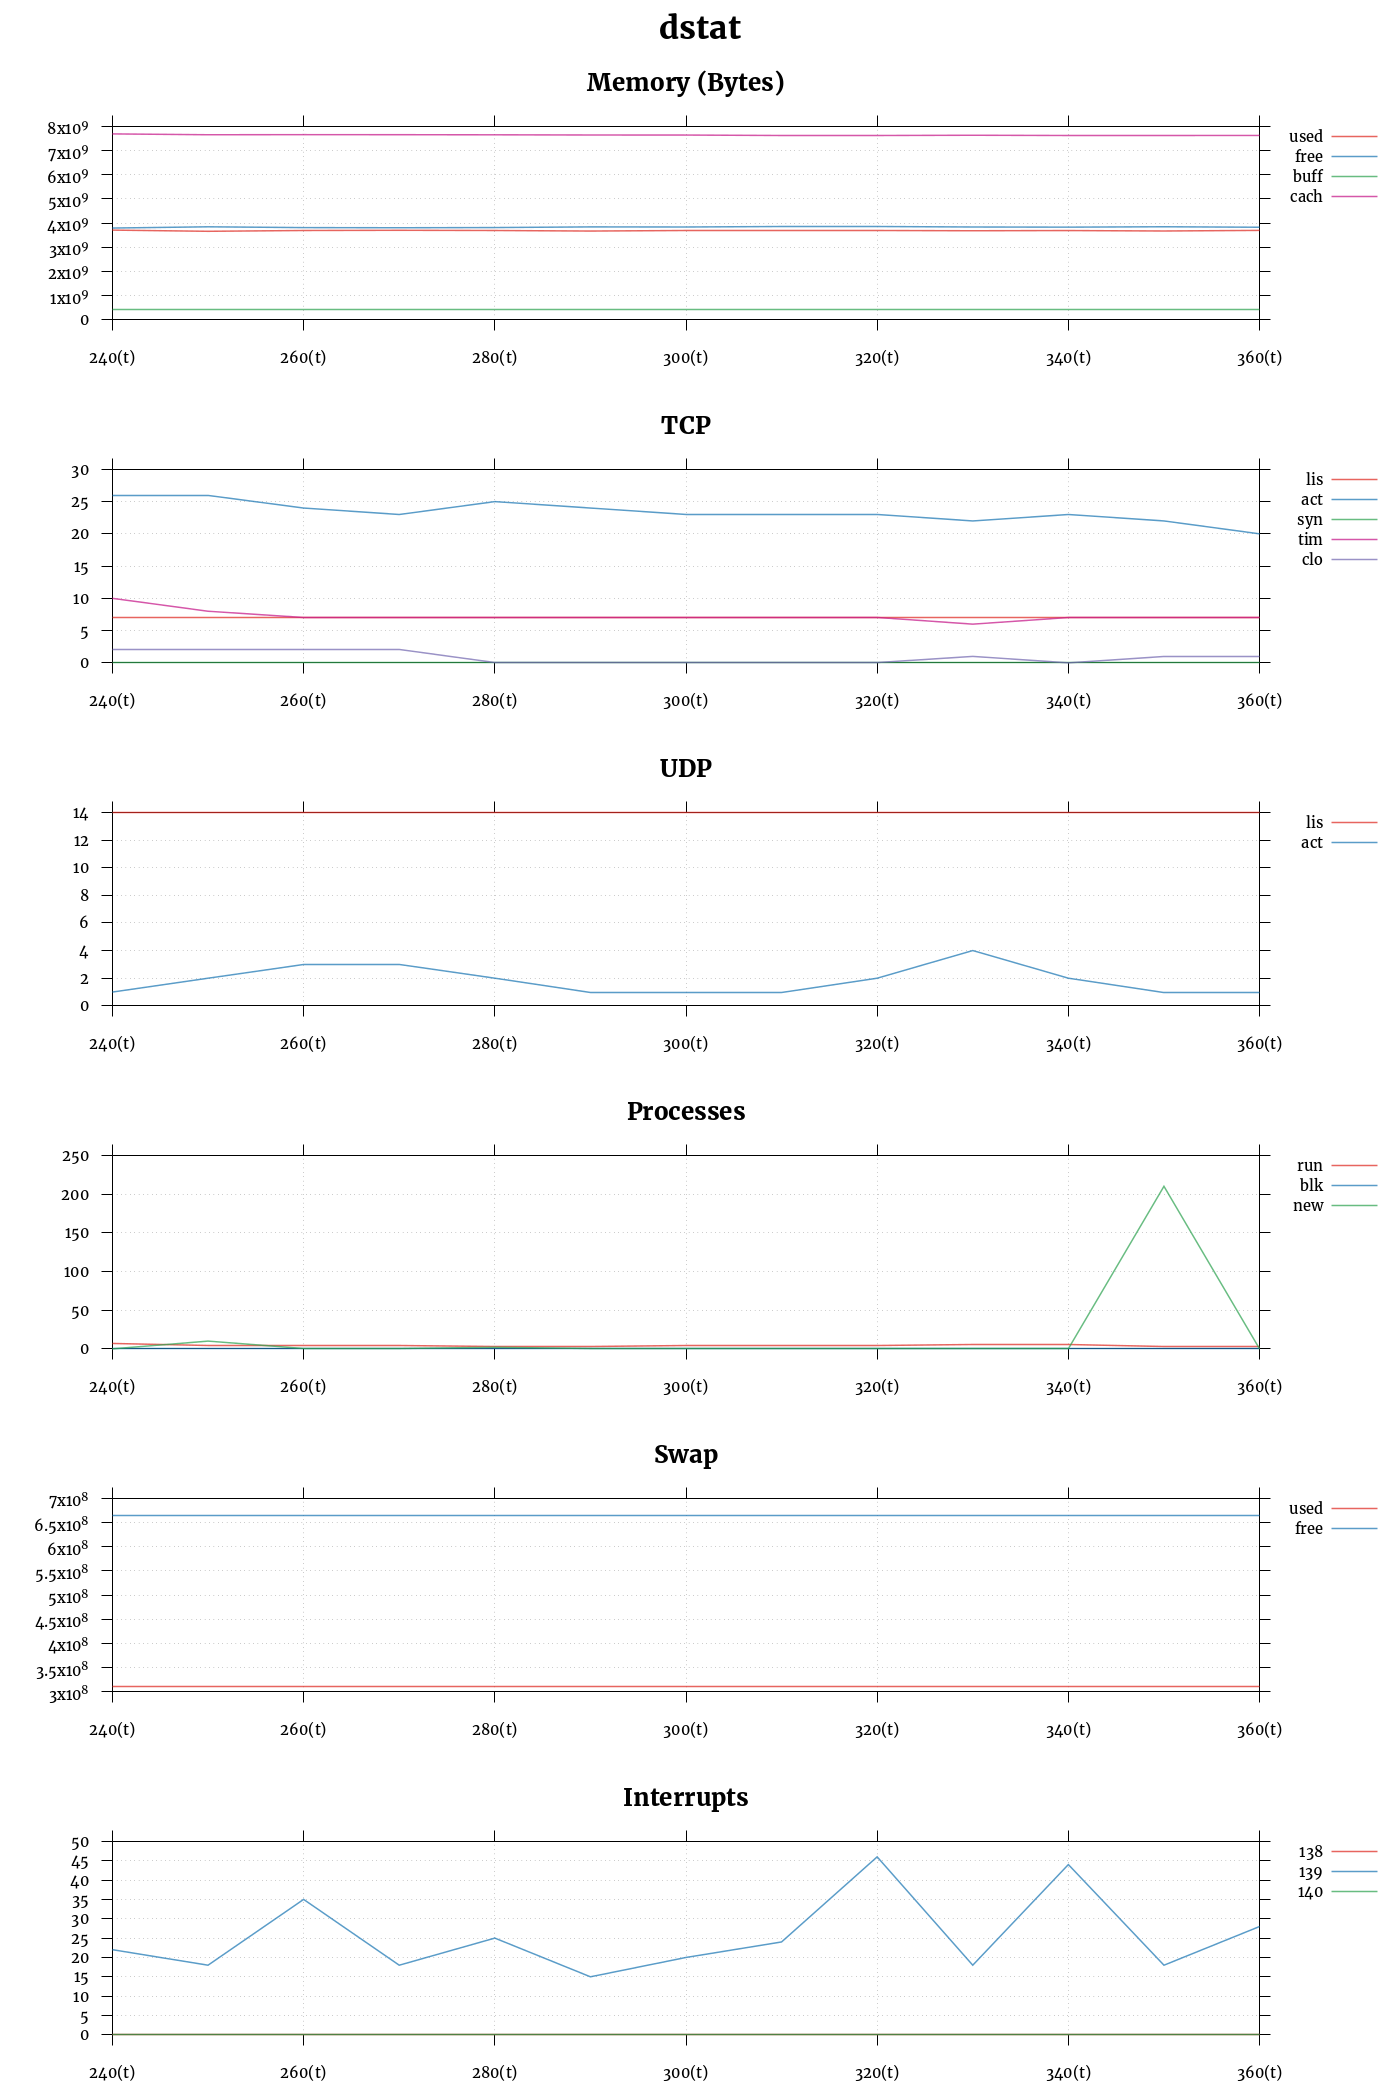 dstat
Memory (Bytes)
8x10⁹
7x10⁹
6x10⁹
5x10⁹
4x10⁹
3x10⁹
2x10⁹
1x10⁹
0
240(t) 260(t) 280(t) 300(t) 320(t) 340(t) 360(t)
used
free
buff
cach
TCP
30
25
20
15
10
5
0
240(t) 260(t) 280(t) 300(t) 320(t) 340(t) 360(t)
lis
act
syn
tim
clo
UDP
14
12
10
8
6
4
2
0
240(t) 260(t) 280(t) 300(t) 320(t) 340(t) 360(t)
lis
act
Processes
250
200
150
100
50
0
240(t) 260(t) 280(t) 300(t) 320(t) 340(t) 360(t)
run
blk
new
Swap
7x10⁸
6.5x10⁸
6x10⁸
5.5x10⁸
5x10⁸
4.5x10⁸
4x10⁸
3.5x10⁸
3x10⁸
240(t) 260(t) 280(t) 300(t) 320(t) 340(t) 360(t)
used
free
Interrupts
50
45
40
35
30
25
20
15
10
5
0
240(t) 260(t) 280(t) 300(t) 320(t) 340(t) 360(t)
138
139
140